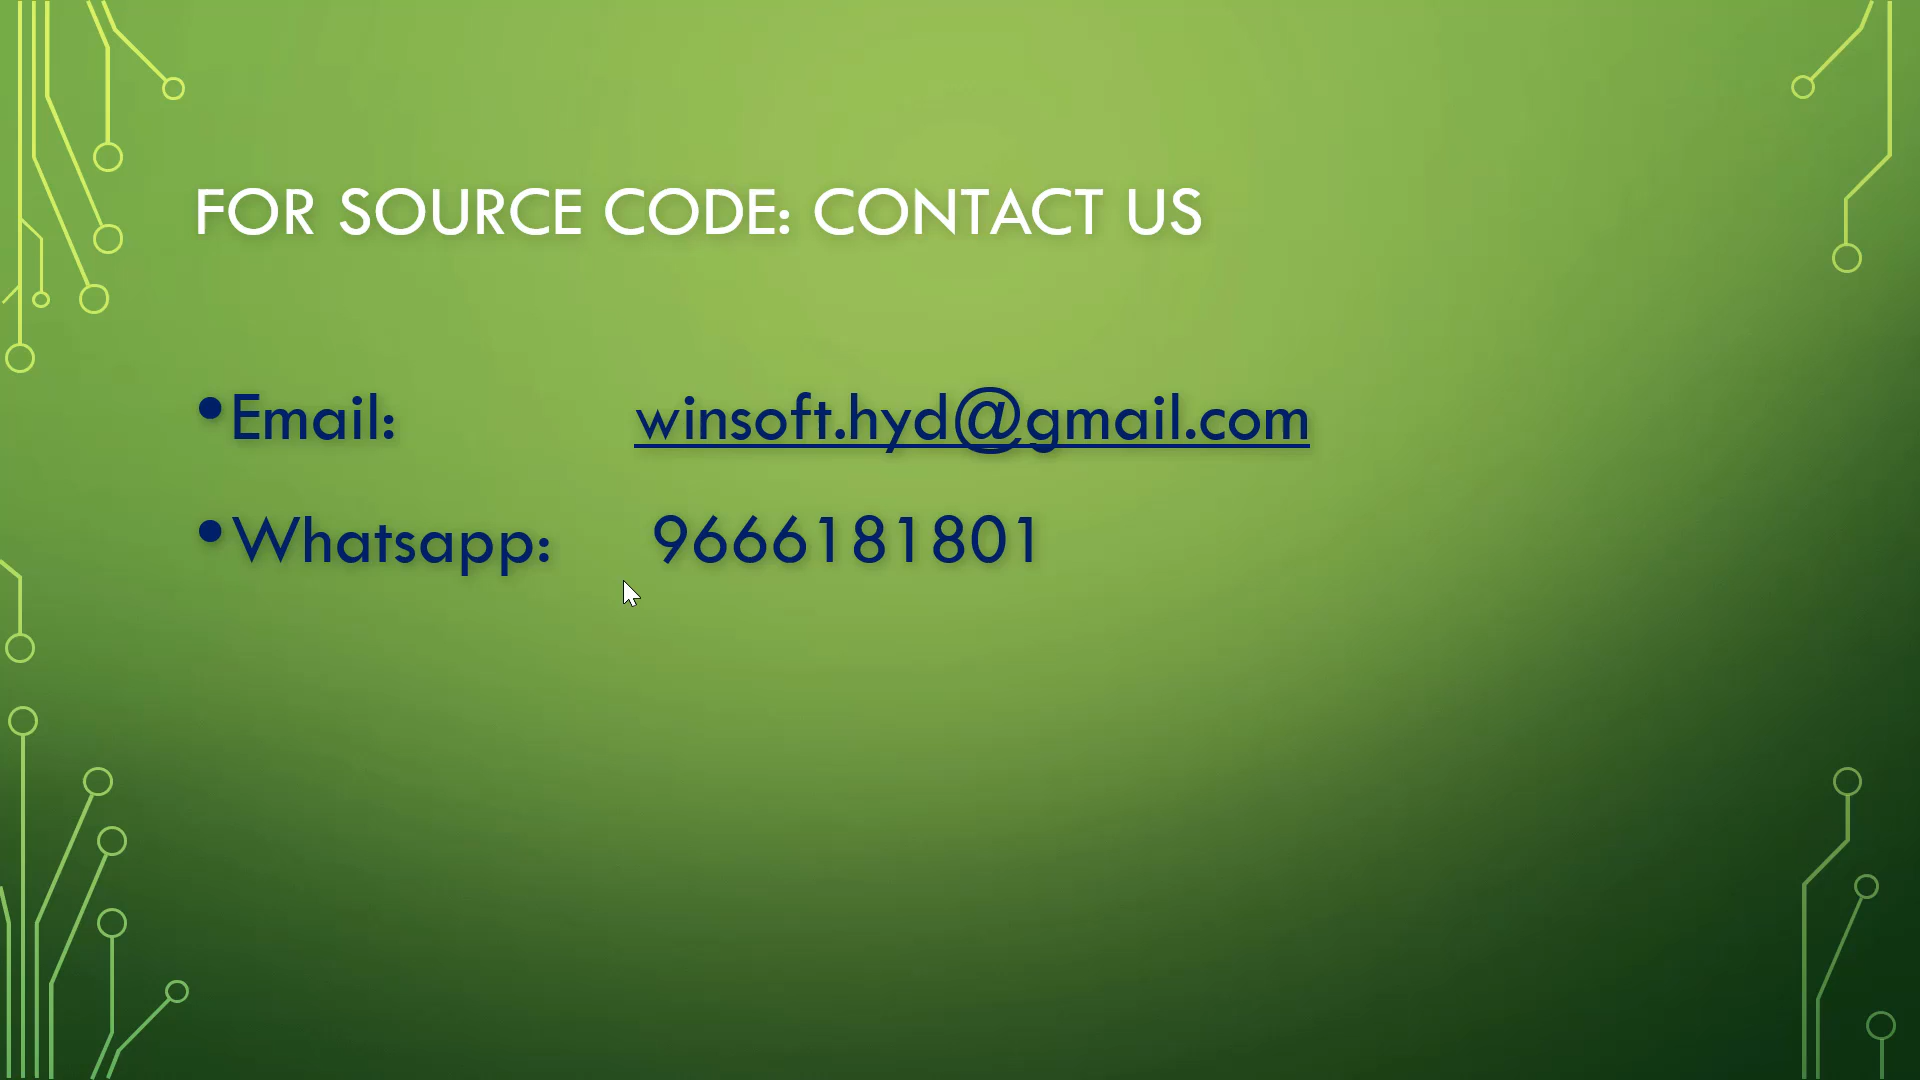 FOR SOURCE CODE: CONTACT US
•Email: winsoft.hyd@gmail.com
•Whatsapp: 9666181801